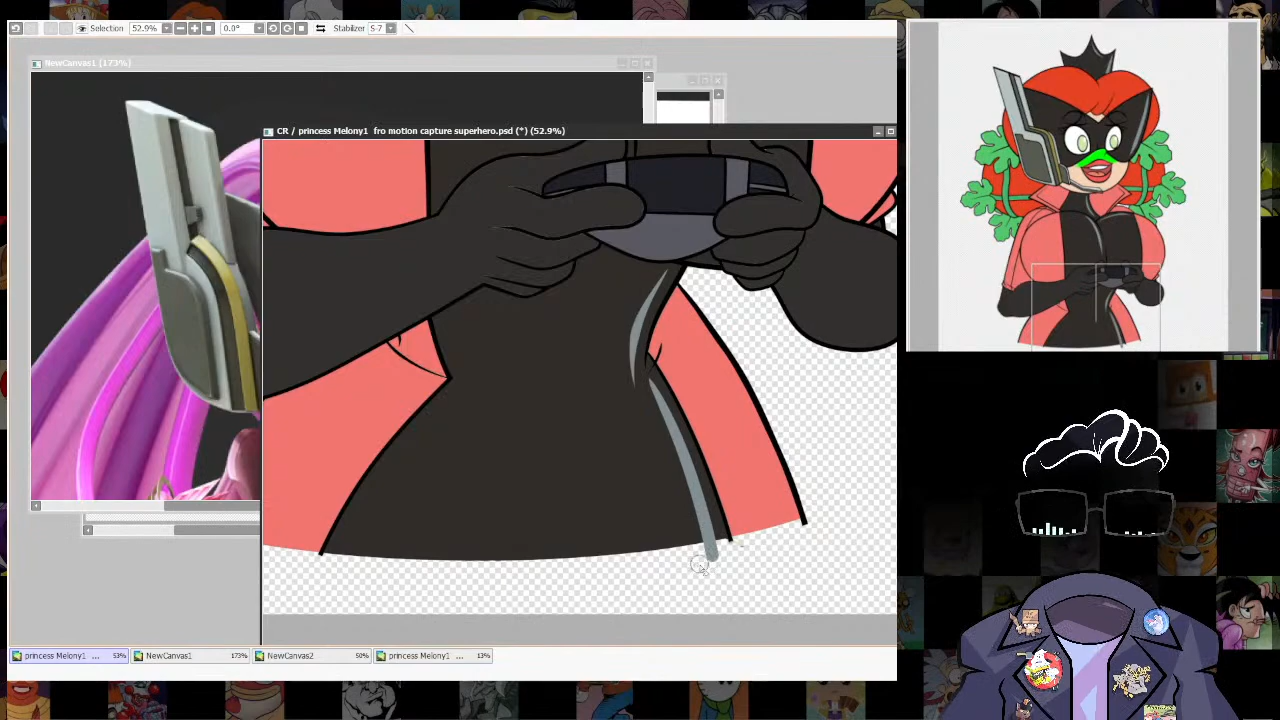 Selection 52.9% 0.0° Stabilizer S-7
NewCanvas1 (173%)
CR / princess Melony1 fro motion capture superhero.psd (*) (52.9%)
princess Melony1 ... 53% NewCanvas1 173% NewCanvas2 50% princess Melony1 ... 13%